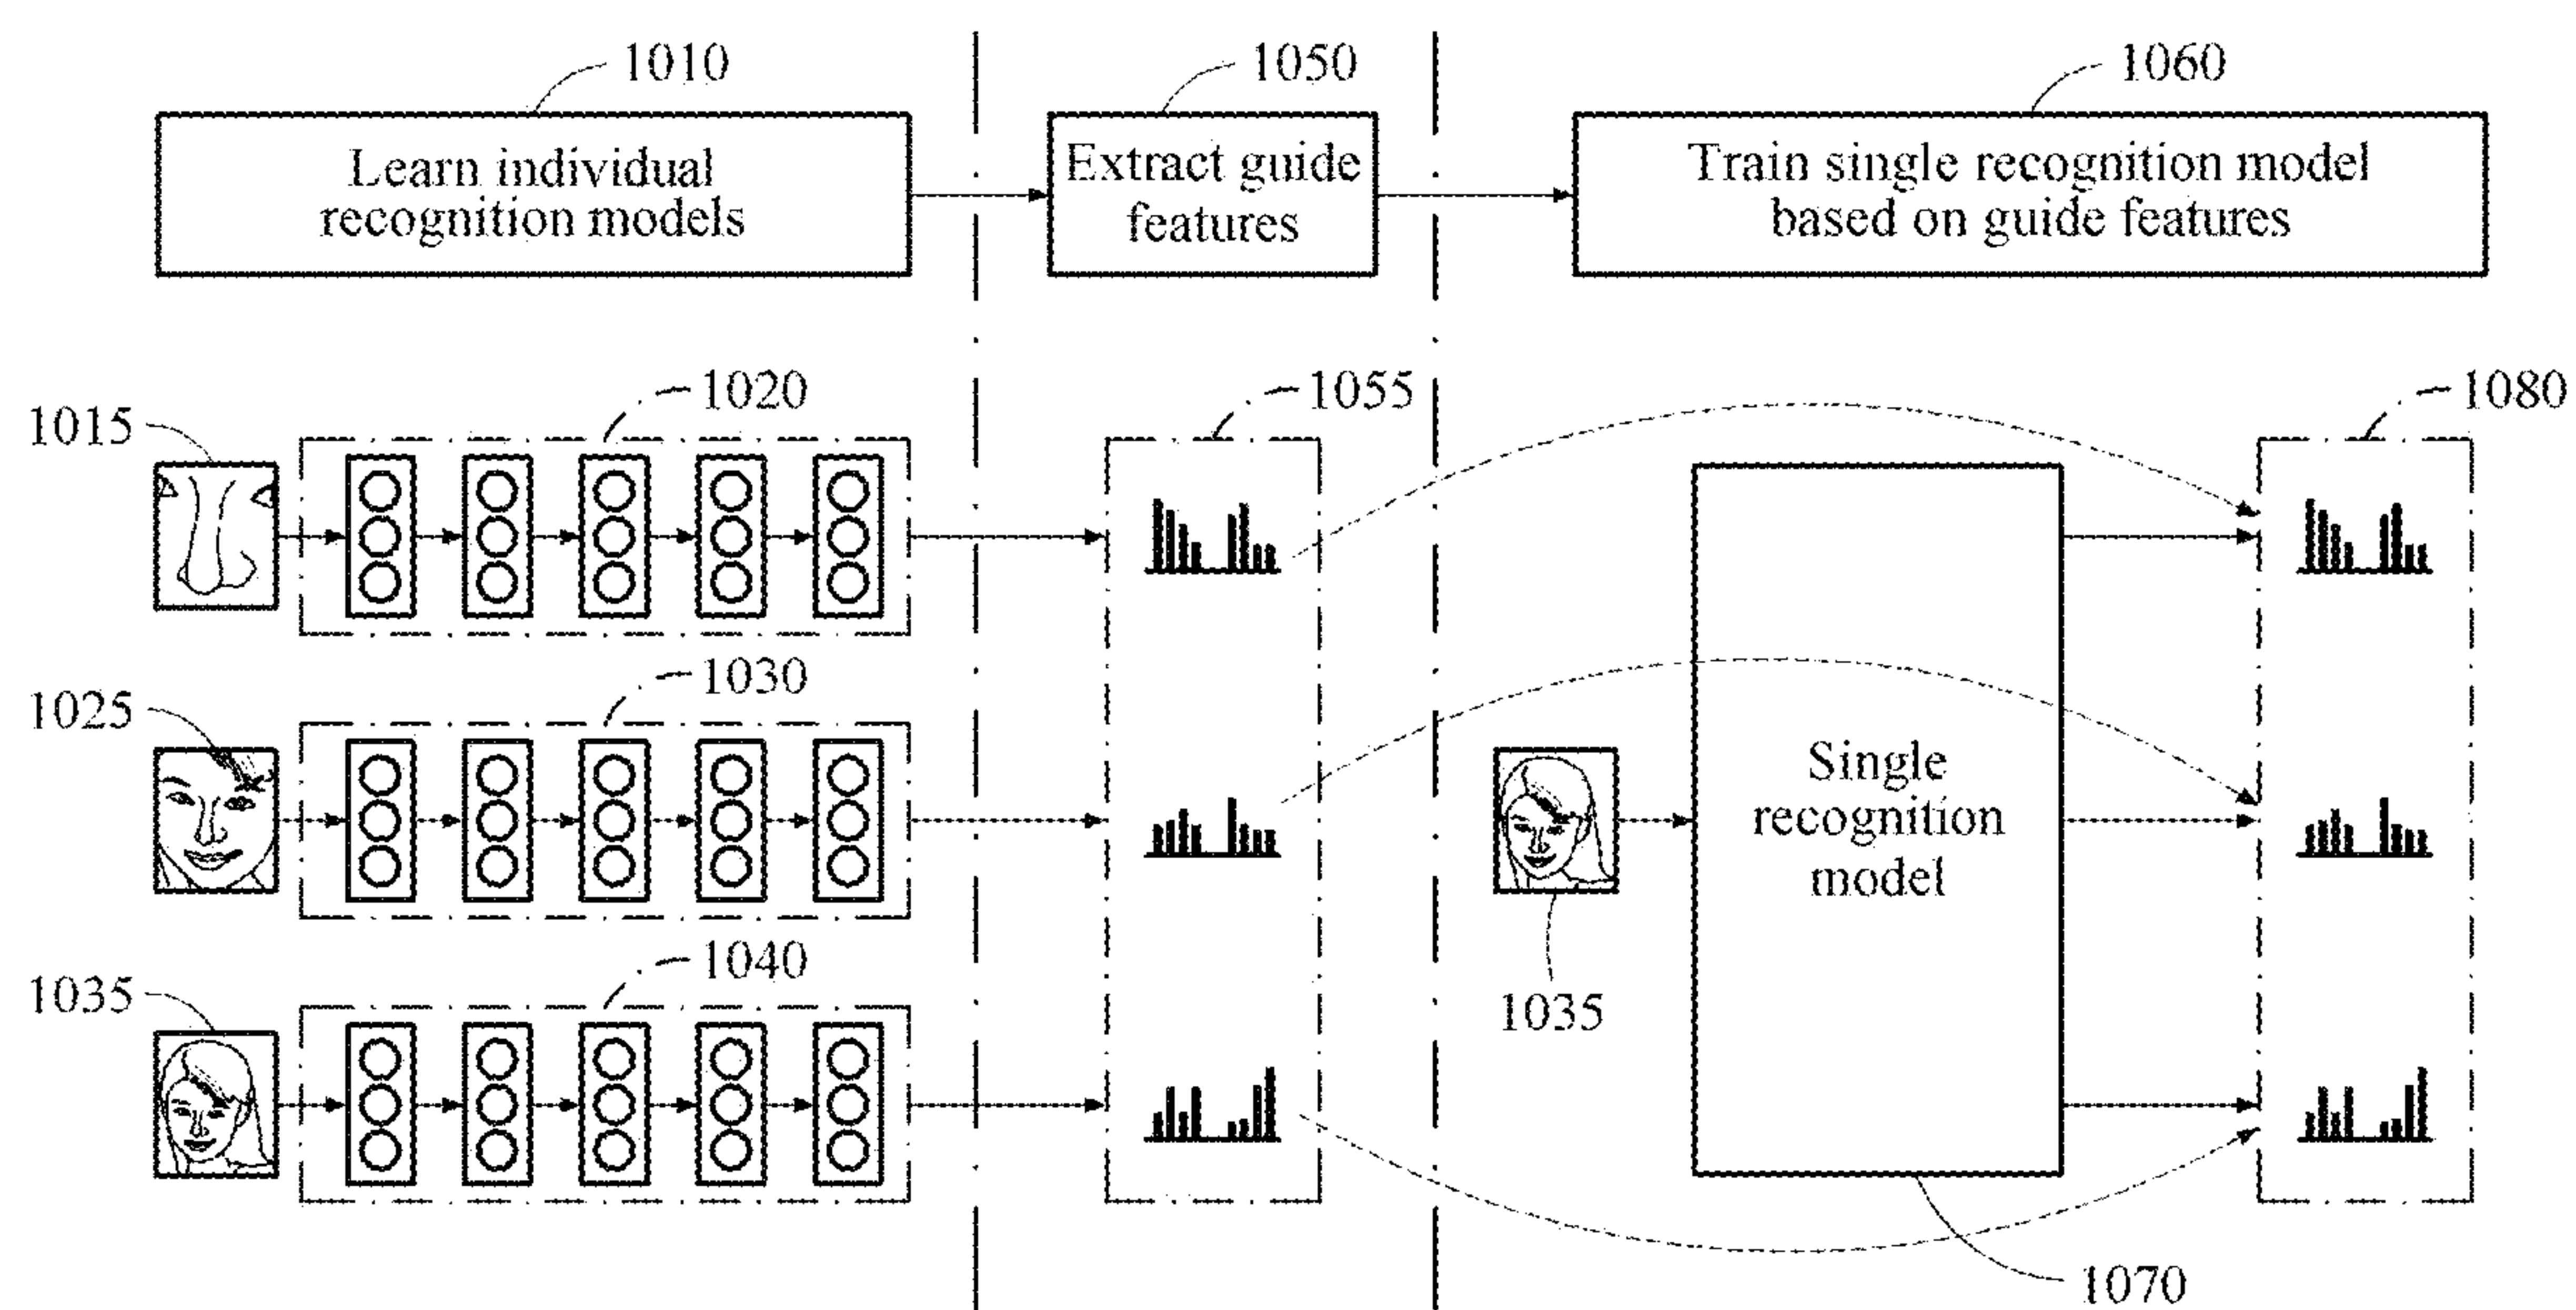 1010
1050
1060
Learn individual
recognition models
Extract guide
features
Train single recognition model
based on guide features
1015
1020
1055
1080
1025
1030
Single
recognition
model
1035
1040
1035
1070